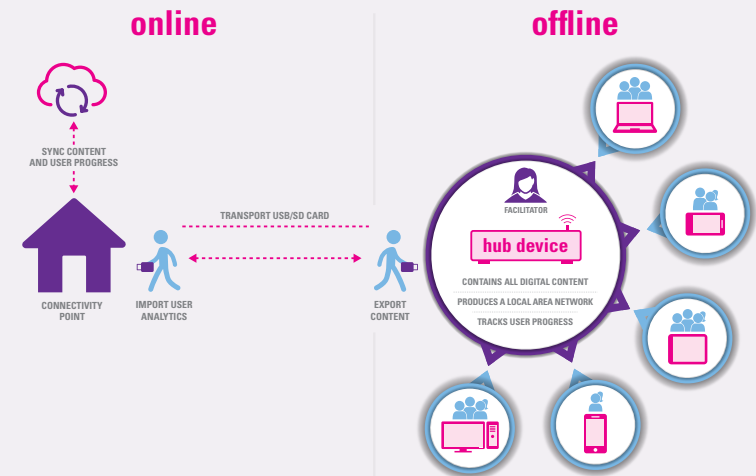 online
offline
SYNC CONTENT
AND USER PROGRESS
TRANSPORT USB/SD CARD
CONNECTIVITY
POINT
IMPORT USER
ANALYTICS
EXPORT
CONTENT
FACILITATOR
hub device
CONTAINS ALL DIGITAL CONTENT
PRODUCES A LOCAL AREA NETWORK
TRACKS USER PROGRESS